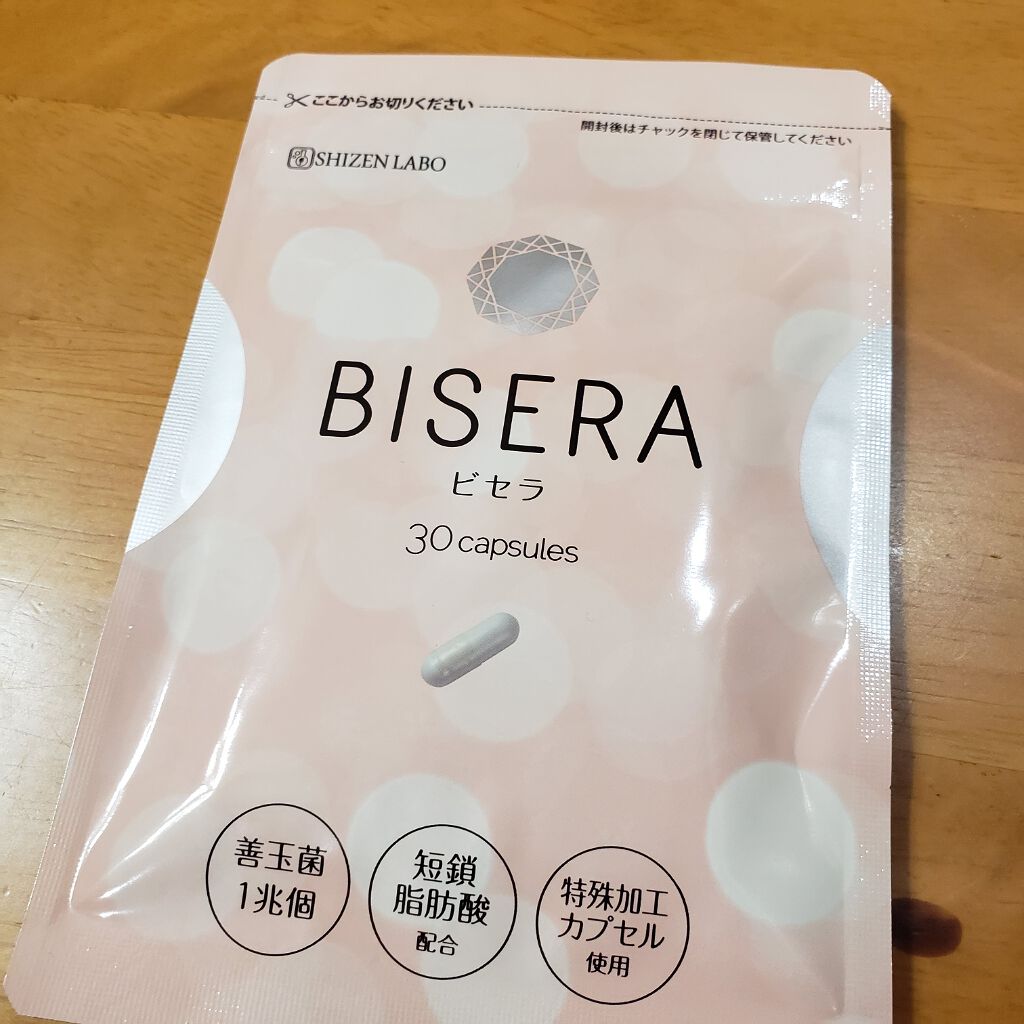 ここからお切りください
開封後はチャックを閉じて保管してください
SHIZEN LABO
BISERA
ビセラ
30 capsules
善玉菌
1兆個
短鎖
脂肪酸
配合
特殊加工
カプセル
使用